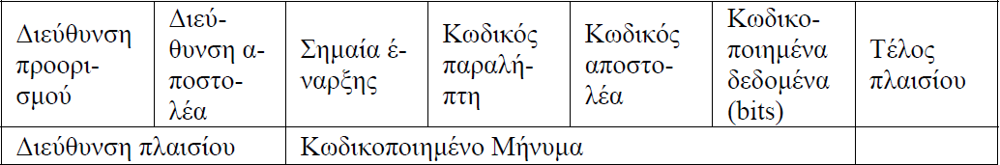 Διεύθυνση
προορι-
σμού
Διεύ-
θυνση α-
ποστο-
λέα
Σημαία έ-
ναρξης
Κωδικός
παραλή-
πτη
Κωδικός
αποστο-
λέα
Κωδικο-
ποιημένα
δεδομένα
(bits)
Τέλος
πλαισίου
Διεύθυνση πλαισίου
Κωδικοποιημένο Μήνυμα